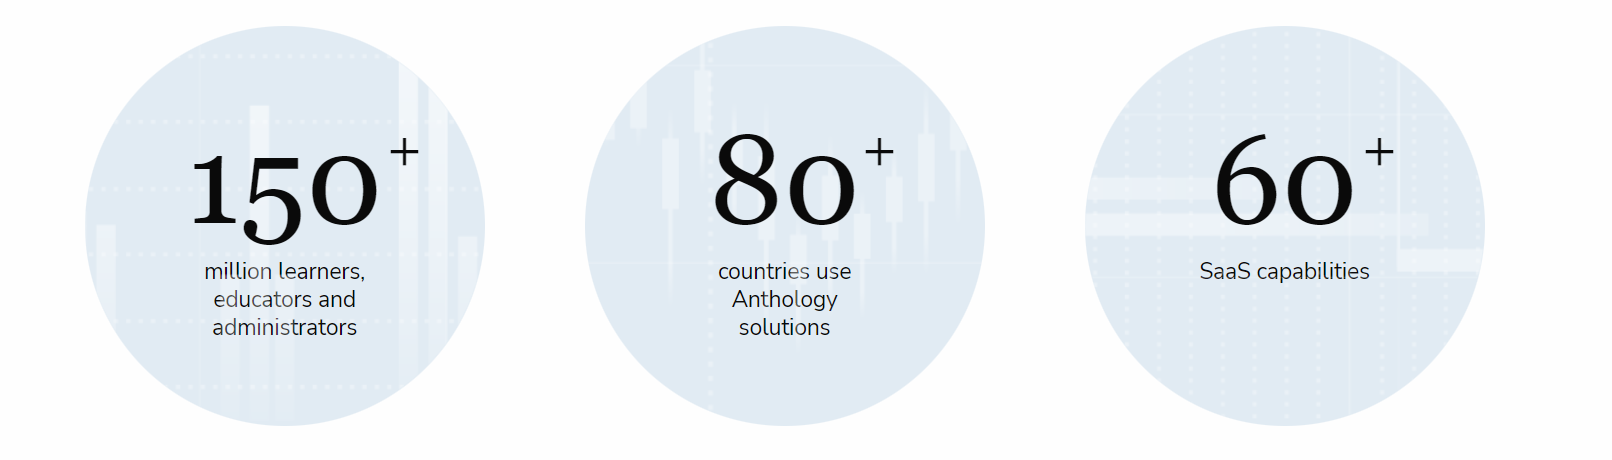 150+
million learners,
educators and
administrators
80+
countries use
Anthology
solutions
60+
SaaS capabilities